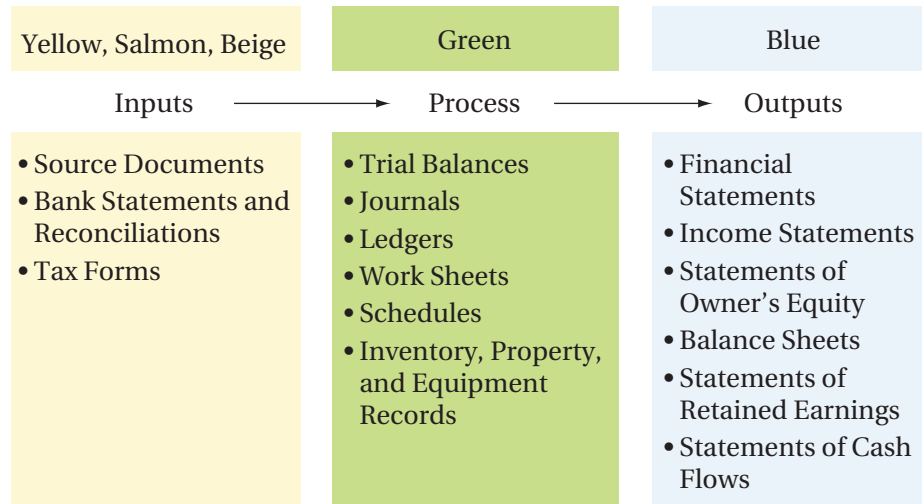 Yellow, Salmon, Beige
Green
Blue
Inputs
Process
Outputs
• Source Documents
• Bank Statements and
Reconciliations
• Tax Forms
• Trial Balances
• Journals
• Ledgers
• Work Sheets
• Schedules
• Inventory, Property,
and Equipment
Records
• Financial
Statements
• Income Statements
• Statements of
Owner’s Equity
• Balance Sheets
• Statements of
Retained Earnings
• Statements of Cash
Flows